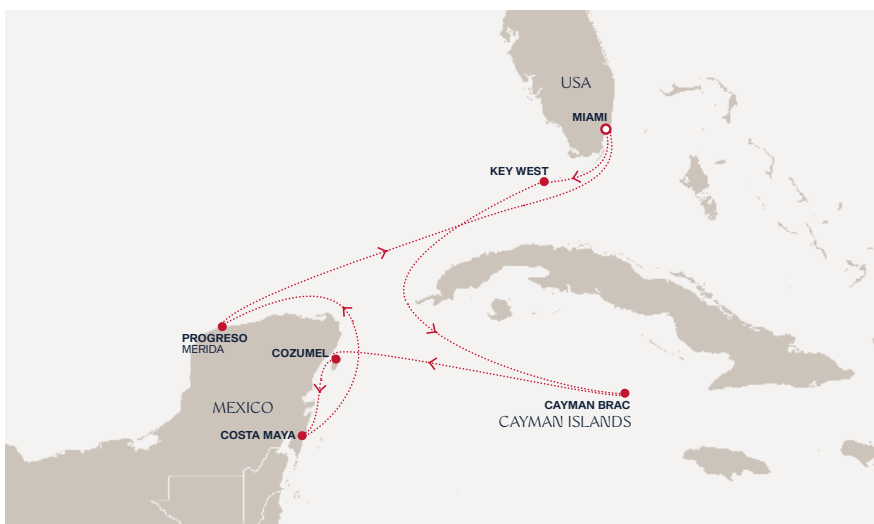 USA
MIAMI
KEY WEST
PROGRESO
MERIDA
COZUMEL
MEXICO
CAYMAN BRAC
CAYMAN ISLANDS
COSTA MAYA